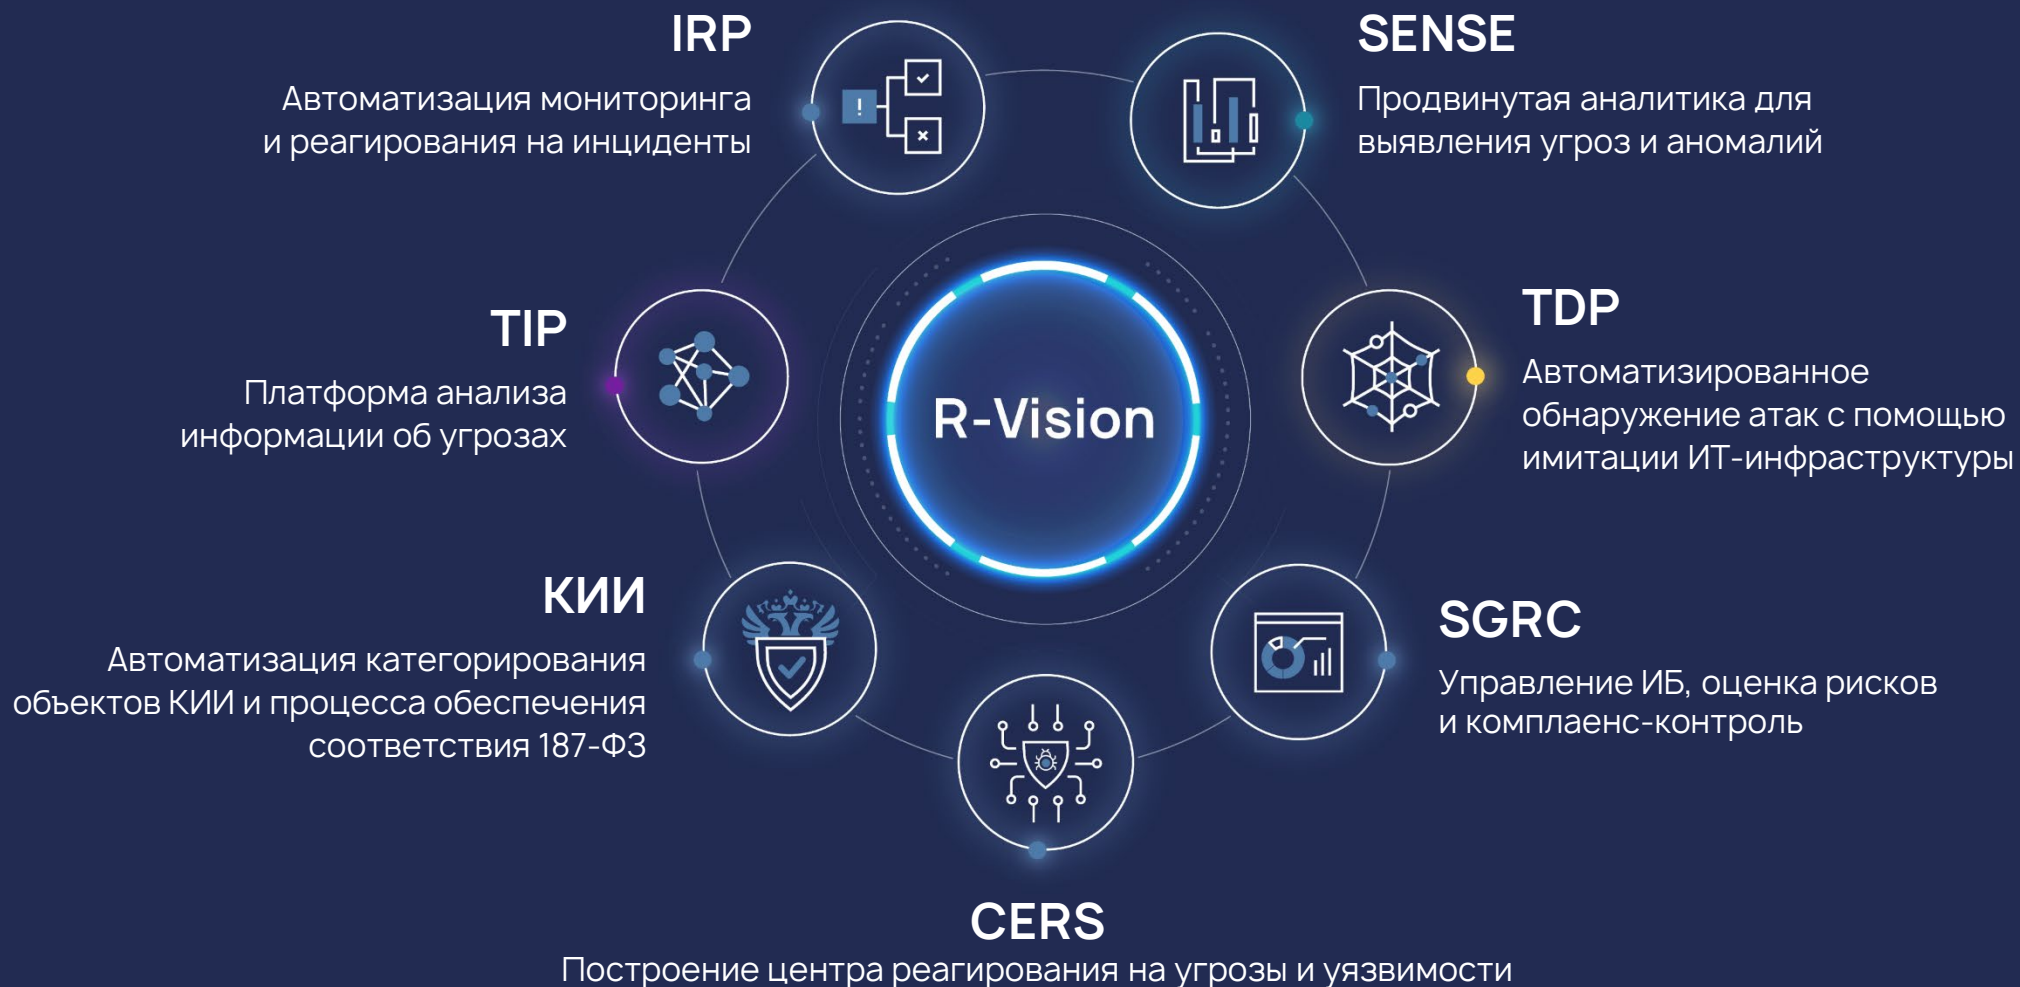 IRP
Автоматизация мониторинга
и реагирования на инциденты
SENSE
Продвинутая аналитика для
выявления угроз и аномалий
TIP
Платформа анализа
информации об угрозах
R-Vision
TDP
Автоматизированное
обнаружение атак с помощью
имитации ИТ-инфраструктуры
КИИ
Автоматизация категорирования
объектов КИИ и процесса обеспечения
соответствия 187-ФЗ
SGRC
Управление ИБ, оценка рисков
и комплаенс-контроль
CERS
Построение центра реагирования на угрозы и уязвимости